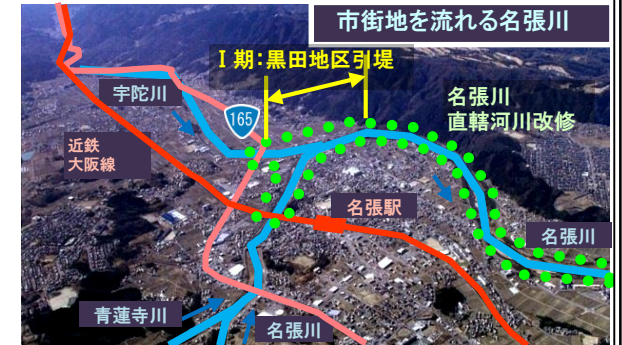 市街地を流れる名張川
Ⅰ期:黒田地区引堤
宇陀川
165
名張川
直轄河川改修
近鉄
大阪線
名張駅
名張川
青蓮寺川
名張川